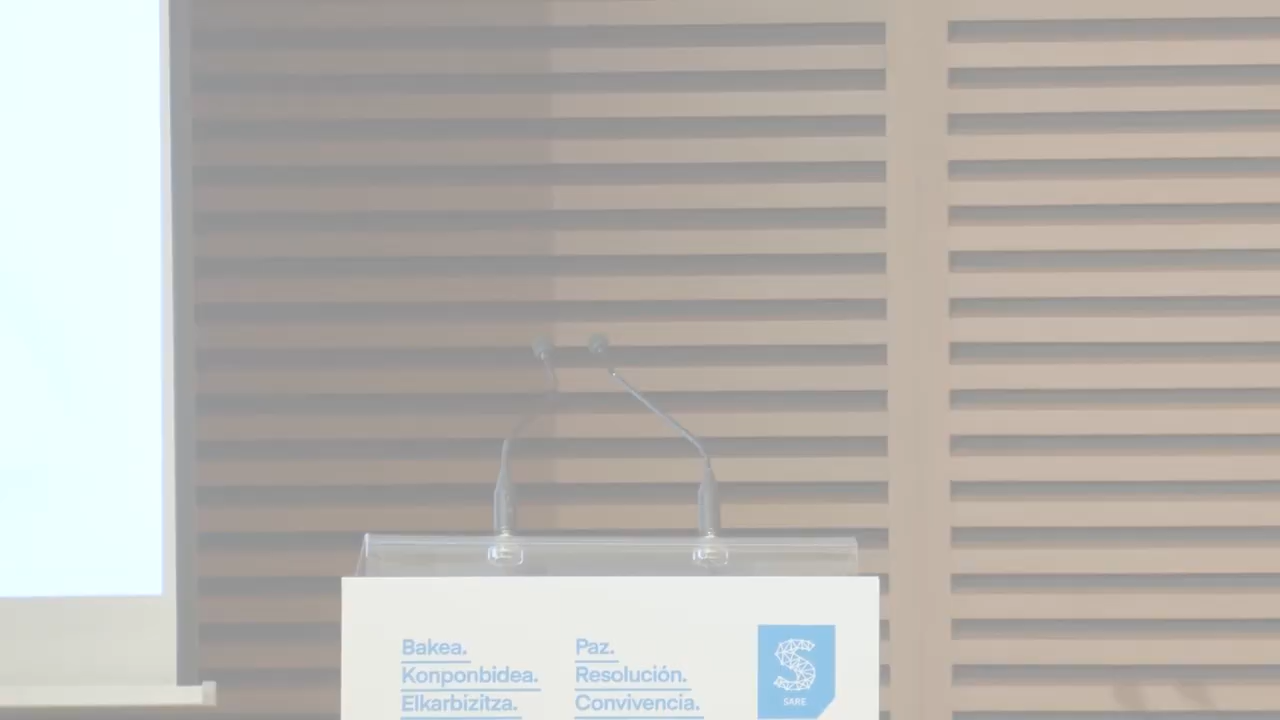 Bakea.
Konponbidea.
Elkarbizitza.
Paz.
Resolución.
Convivencia.
SARE